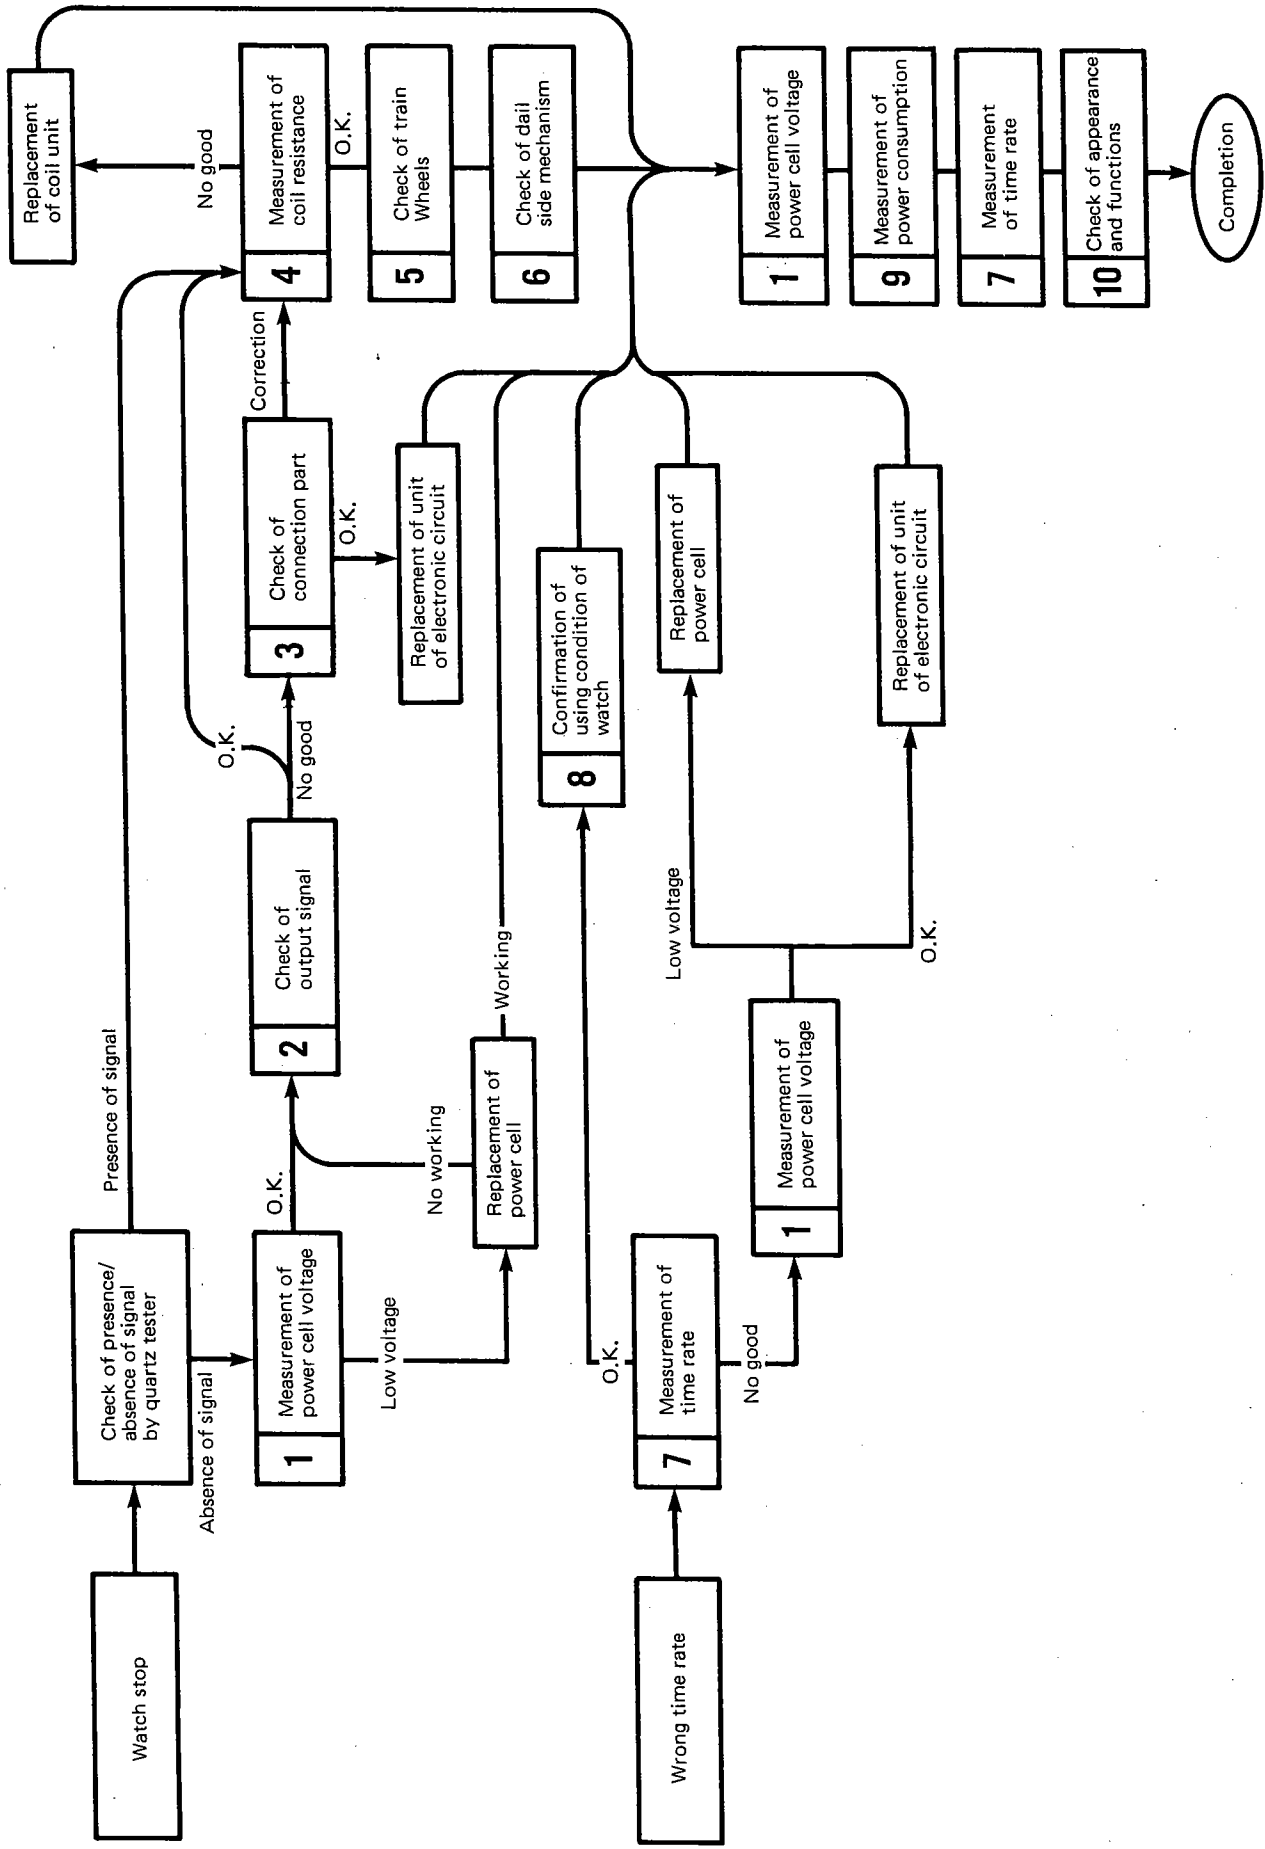 Watch stop
Check of presence/
absence of signal
by quartz tester
Presence of signal
Absence of signal
1
Measurement of
power cell voltage
O.K.
Low voltage
Replacement of
power cell
No working
Working
2
Check of
output signal
O.K.
No good
3
Check of
connection part
Correction
O.K.
Replacement of unit
of electronic circuit
4
Measurement of
coil resistance
No good
Replacement
of coil unit
O.K.
5
Check of train
Wheels
6
Check of dail
side mechanism
Wrong time rate
7
Measurement of
time rate
O.K.
No good
8
Confirmation of
using condition of
watch
1
Measurement of
power cell voltage
Low voltage
O.K.
Replacement of
power cell
Replacement of unit
of electronic circuit
1
Measurement of
power cell voltage
9
Measurement of
power consumption
7
Measurement
of time rate
10
Check of appearance
and functions
Completion